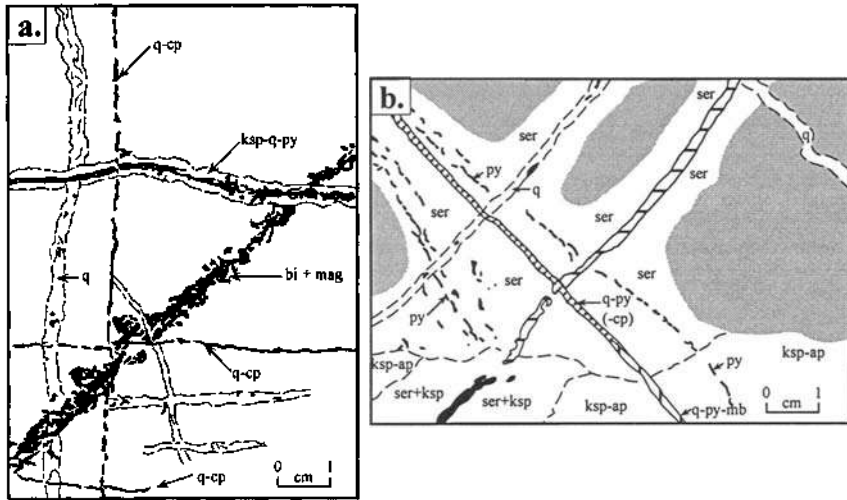 a.
q-cp
ksp-q-py
q
bi + mag
q-cp
q-cp
0 1
cm
b.
ser
ser
q
py
q
ser
ser
ser
ser
ser
q-py
(-cp)
py
ksp-ap
ser+ksp
ser+ksp
ksp-ap
py
ksp-ap
q-py-mb
0 1
cm